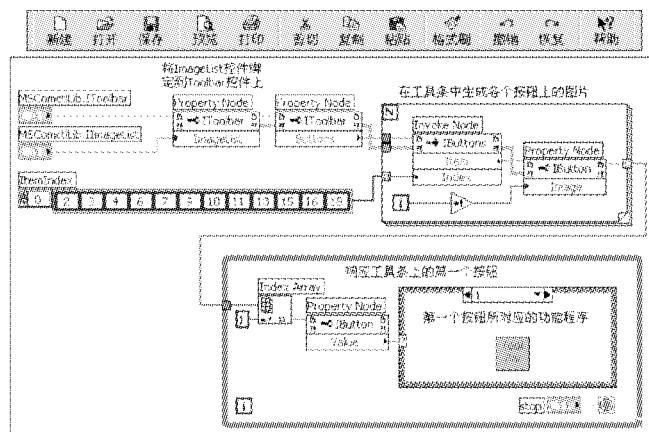 新建 打开 保存 预览 打印 剪切 复制 粘贴 格式刷 撤销 恢复 帮助
将ImageList控件绑
定到IToolbar控件上
在工具条中生成各个按钮上的图片
MSComctlLib.IToolbar
Property Node
Property Node
IToolbar
IToolbar
ImageList
Buttons
MSComctlLib.IImageList
Invoke Node
IButtons
Item
Index
Property Node
IButton
Image
ItemIndex
0 2 3 4 6 7 9 10 11 13 15 16 18
N
i
响应工具条上的第一个按钮
Index Array
Property Node
IButton
Value
1
第一个按钮所对应的功能程序
i
stop